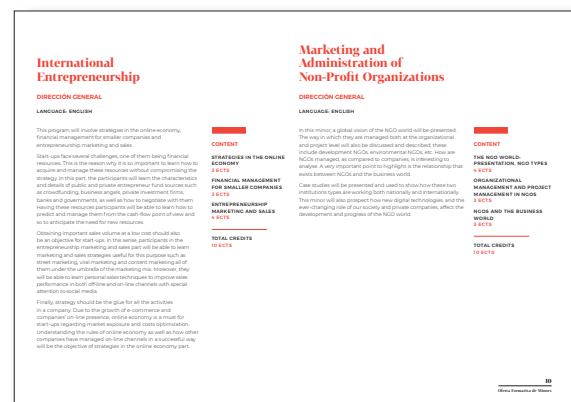 International
Entrepreneurship
DIRECCIÓN GENERAL
LANGUAGE: ENGLISH
This program will involve strategies in the online economy,
financial management for smaller companies and
entrepreneurship marketing and sales.
Start-ups face several challenges, one of them being financial
resources. This is the reason why it is so important to learn how to
acquire and manage these resources without compromising the
strategy. In this part, the participants will learn the characteristics
and details of public and private entrepreneur fund sources such
as crowdfunding, business angels, private investment firms,
banks and governments, as well as how to negotiate with them.
Having these resources participants will be able to learn how to
predict and manage them from the cash-flow point of view and
so to anticipate the need for new resources.
Obtaining important sales volume at a low cost should also
be an objective for start-ups. In this sense, participants in the
entrepreneurship marketing and sales part will be able to learn
marketing and sales strategies useful for this purpose such as
street marketing, viral marketing and content marketing all of
them under the umbrella of the marketing mix. Moreover, they
will be able to learn personal sales techniques to improve sales
performance in both off-line and on-line channels with special
attention to social media.
Finally, strategy should be the glue for all the activities
in a company. Due to the growth of e-commerce and
companies' on-line presence, online economy is a must for
start-ups regarding market exposure and costs optimization.
Understanding the rules of online economy as well as how other
companies have managed on-line channels in a successful way
will be the objective of strategies in the online economy part.
CONTENT
STRATEGIES IN THE ONLINE
ECONOMY
3 ECTS
FINANCIAL MANAGEMENT
FOR SMALLER COMPANIES
3 ECTS
ENTREPRENEURSHIP
MARKETING AND SALES
4 ECTS
TOTAL CREDITS
10 ECTS
Marketing and
Administration of
Non-Profit Organizations
DIRECCIÓN GENERAL
LANGUAGE: ENGLISH
In this minor, a global vision of the NGO world will be presented.
The way in which they are managed both at the organizational
and project level will also be discussed and described; these
include development NGOs, environmental NGOs, etc. How are
NGOs managed, as compared to companies, is interesting to
analyse. A very important point to highlight is the relationship that
exists between NGOs and the business world.
Case studies will be presented and used to show how these two
institutions types are working both nationally and internationally.
This minor will also prospect how new digital technologies, and the
ever-changing role of our society and private companies, affect the
development and progress of the NGO world.
CONTENT
THE NGO WORLD:
PRESENTATION, NGO TYPES
4 ECTS
ORGANIZATIONAL
MANAGEMENT AND PROJECT
MANAGEMENT IN NGOS
3 ECTS
NGOS AND THE BUSINESS
WORLD
3 ECTS
TOTAL CREDITS
10 ECTS
10
Oferta Formativa de Minors